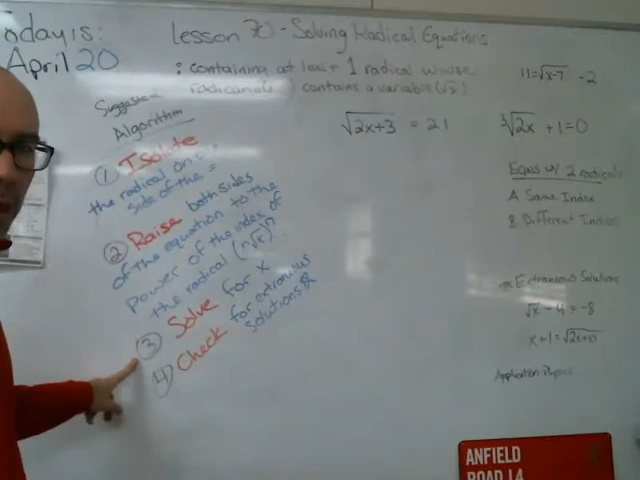 Today is:
April 20
Lesson 70 - Solving Radical Equations
: containing at least 1 radical whose
radicand(s) contains a variable(s).
Suggested
Algorithm
① Isolate
the radical on
side of the =
② Raise both sides
of the equation to the
power of the index of
the radical (ⁿ√x)ⁿ
③ Solve for x
④ Check for extraneous
solutions
√2x+3 = 21
11 = √x-7 - 2
³√2x + 1 = 0
Eqns w/ 2 radicals
A Same Index
B Different Indices
Extraneous Solutions
√x - 4 = -8
x + 1 = √2x+10
Application
ANFIELD
ROAD L4